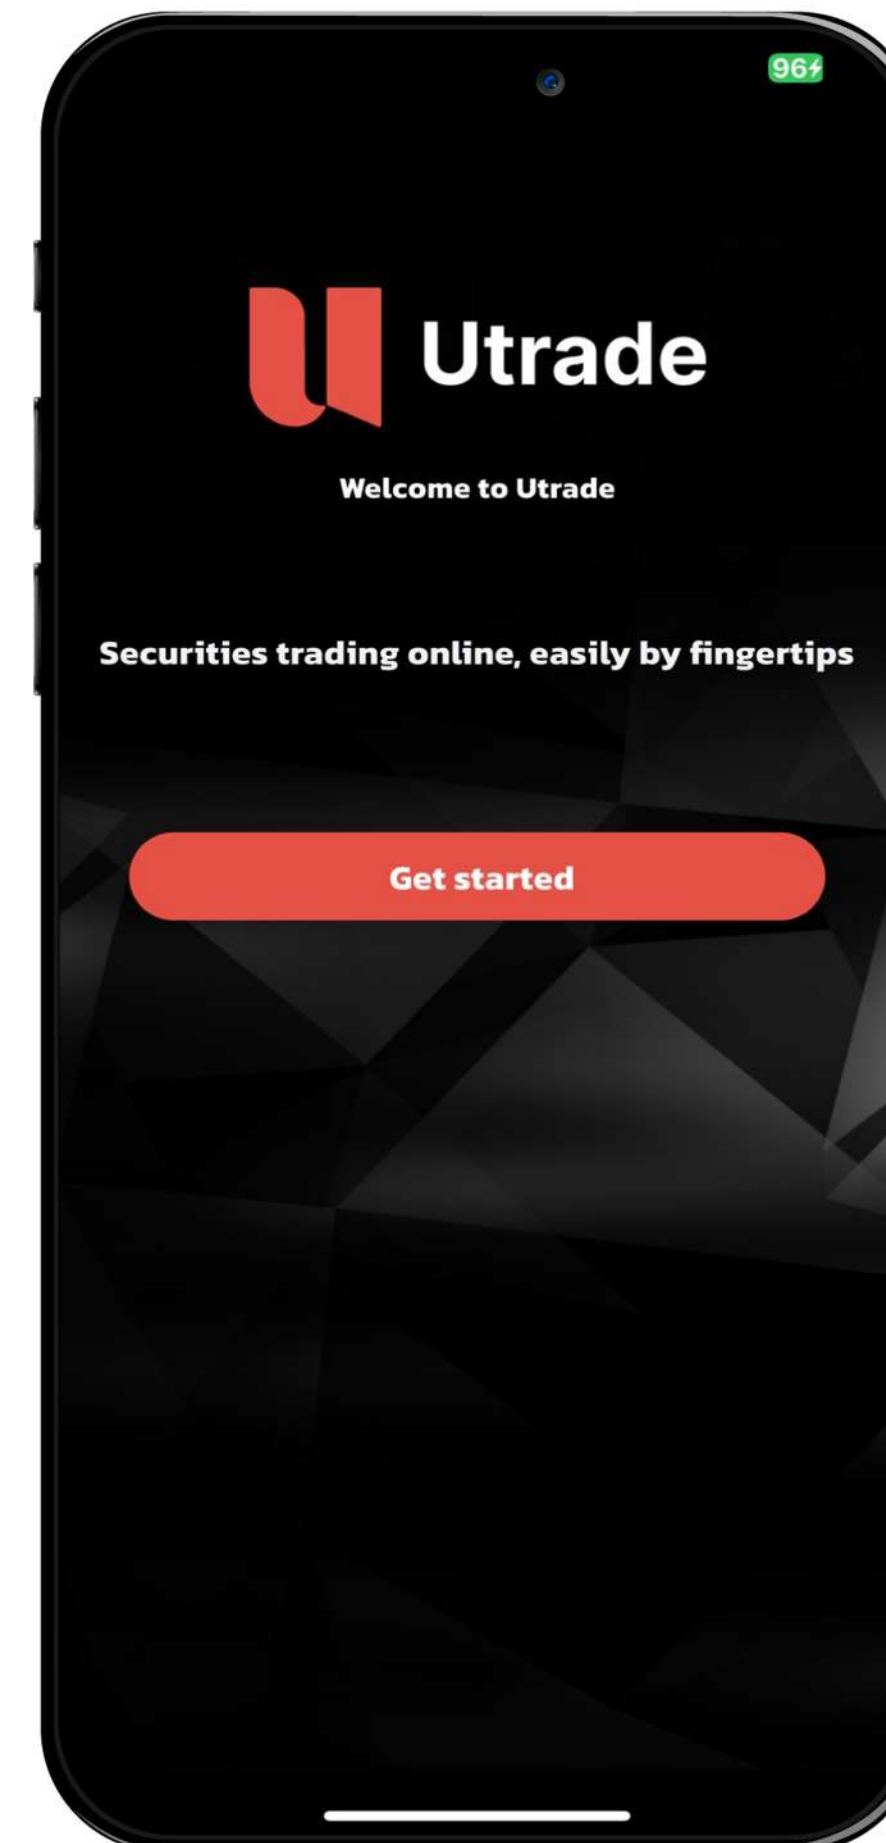 96
Utrade
Welcome to Utrade
Securities trading online, easily by fingertips
Get started